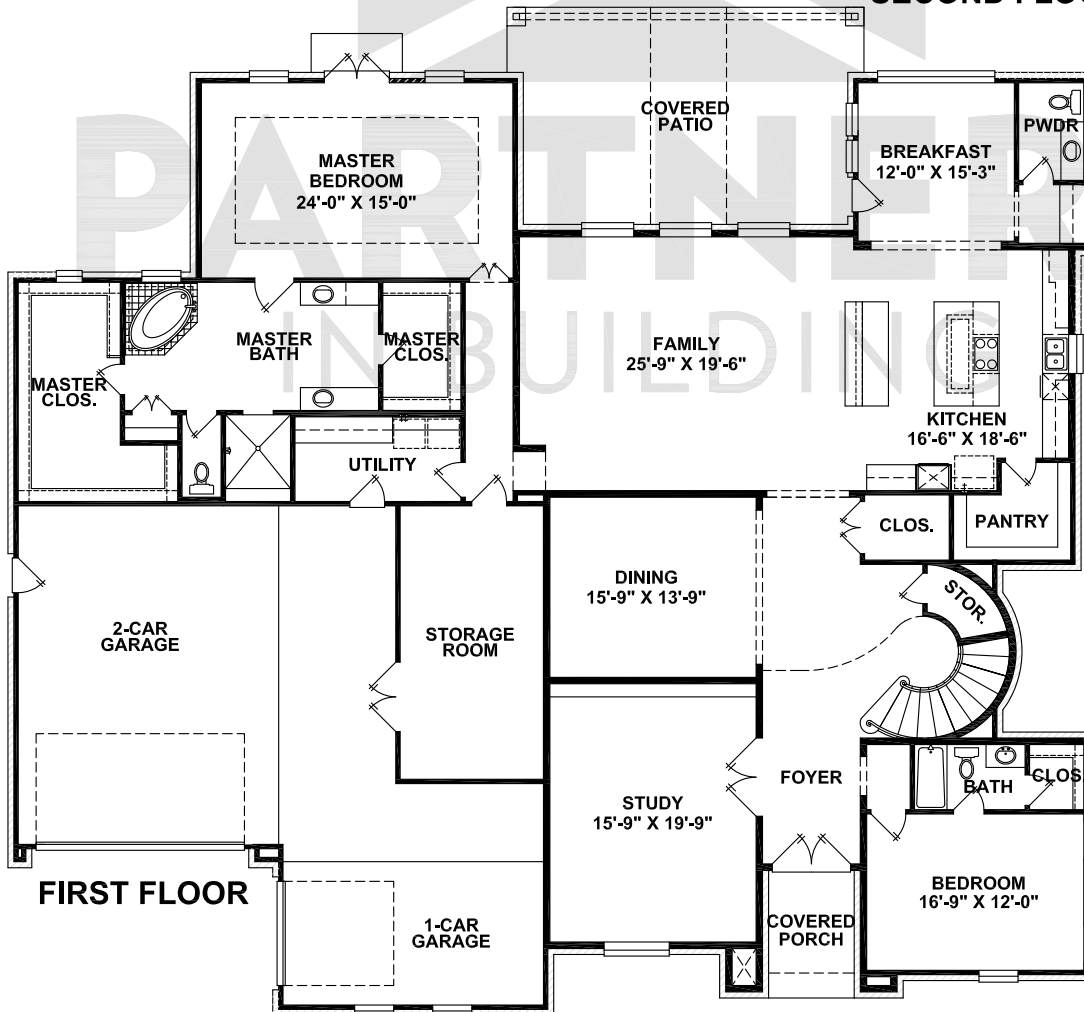 SECOND FLOO
PARTNER
IN BUILDING
COVERED
PATIO
MASTER
BEDROOM
24'-0" X 15'-0"
BREAKFAST
12'-0" X 15'-3"
PWDR
MASTER
BATH
MASTER
CLOS.
MASTER
CLOS.
FAMILY
25'-9" X 19'-6"
KITCHEN
16'-6" X 18'-6"
UTILITY
CLOS.
PANTRY
DINING
15'-9" X 13'-9"
STOR.
2-CAR
GARAGE
STORAGE
ROOM
FOYER
BATH
CLOS
STUDY
15'-9" X 19'-9"
FIRST FLOOR
BEDROOM
16'-9" X 12'-0"
1-CAR
GARAGE
COVERED
PORCH